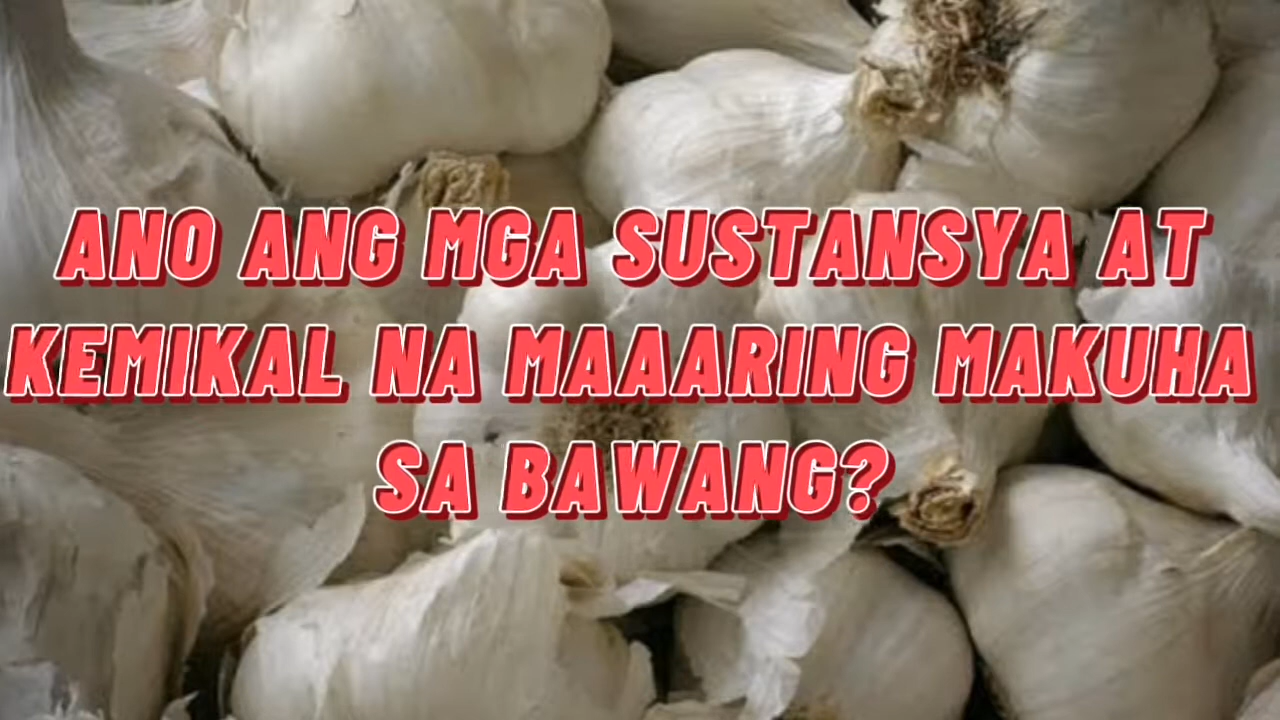 ANO ANG MGA SUSTANSYA AT
KEMIKAL NA MAAARING MAKUHA
SA BAWANG?